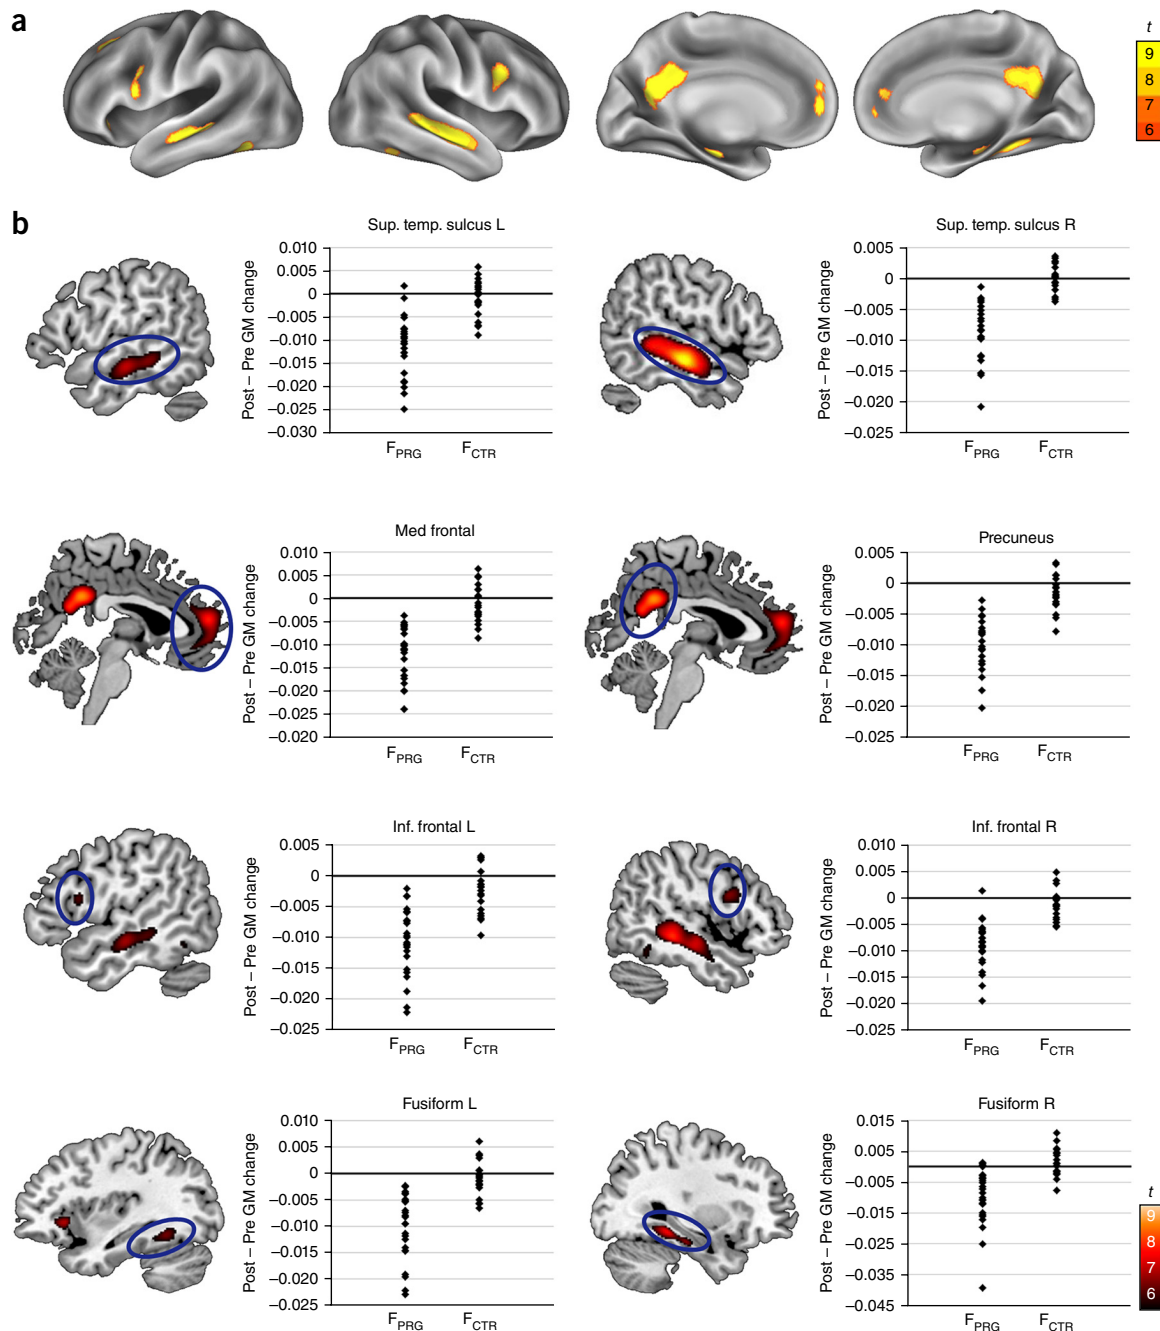 a
t
9
8
7
6
b
Sup. temp. sulcus L
Post – Pre GM change
0.010
0.005
0
–0.005
–0.010
–0.015
–0.020
–0.025
–0.030
FPRG FCTR
Sup. temp. sulcus R
Post – Pre GM change
0.005
0
–0.005
–0.010
–0.015
–0.020
–0.025
FPRG FCTR
Med frontal
Post – Pre GM change
0.010
0.005
0
–0.005
–0.010
–0.015
–0.020
–0.020
FPRG FCTR
Precuneus
Post – Pre GM change
0.005
0
–0.005
–0.010
–0.015
–0.020
–0.025
FPRG FCTR
Inf. frontal L
Post – Pre GM change
0.005
0
–0.005
–0.010
–0.015
–0.020
–0.025
FPRG FCTR
Inf. frontal R
Post – Pre GM change
0.010
0.005
0
–0.005
–0.010
–0.015
–0.020
–0.025
FPRG FCTR
Fusiform L
Post – Pre GM change
0.010
0.005
0
–0.005
–0.010
–0.015
–0.020
–0.025
FPRG FCTR
Fusiform R
Post – Pre GM change
0.015
0.005
–0.005
–0.015
–0.025
–0.035
–0.045
FPRG FCTR
t
9
8
7
6